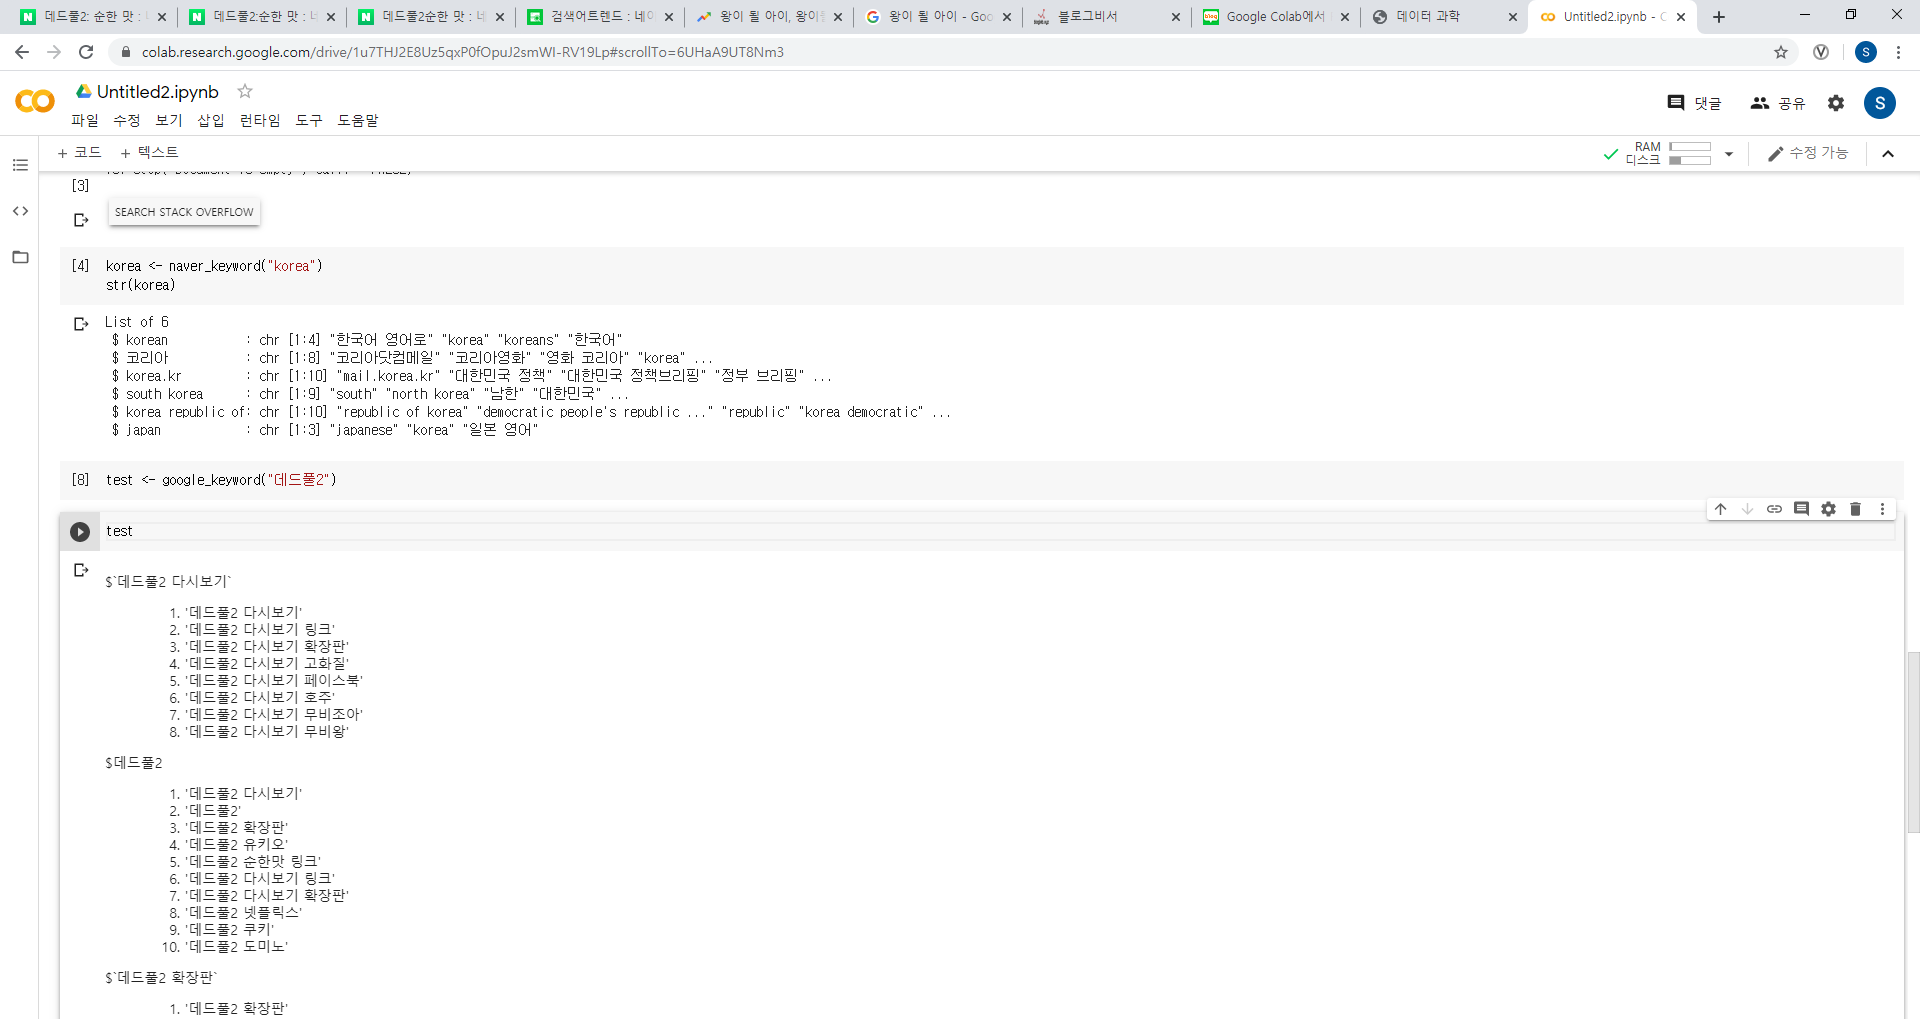 데드풀2: 순한 맛 : 네
데드풀2:순한 맛 : 네
데드풀2순한 맛 : 네
검색어트렌드 : 네이
왕이 될 아이, 왕이
왕이 될 아이 - Goo
블로그비서
Google Colab에서
데이터 과학
Untitled2.ipynb - C
colab.research.google.com/drive/1u7THJ2E8Uz5qxP0fOpuJ2smWI-RV19Lp#scrollTo=6UHaA9UT8Nm3
S
CO
Untitled2.ipynb
댓글
공유
S
파일 수정 보기 삽입 런타임 도구 도움말
+ 코드 + 텍스트
RAM
디스크
수정 가능
[3]
SEARCH STACK OVERFLOW
[4] korea <- naver_keyword("korea")
str(korea)
List of 6
$ korean : chr [1:4] "한국어 영어로" "korea" "koreans" "한국어"
$ 코리아 : chr [1:8] "코리아닷컴메일" "코리아영화" "영화 코리아" "korea" ...
$ korea.kr : chr [1:10] "mail.korea.kr" "대한민국 정책" "대한민국 정책브리핑" "정부 브리핑" ...
$ south korea : chr [1:9] "south" "north korea" "남한" "대한민국" ...
$ korea republic of: chr [1:10] "republic of korea" "democratic people's republic ..." "republic" "korea democratic" ...
$ japan : chr [1:3] "japanese" "korea" "일본 영어"
[8] test <- google_keyword("데드풀2")
test
$`데드풀2 다시보기`
1. '데드풀2 다시보기'
2. '데드풀2 다시보기 링크'
3. '데드풀2 다시보기 확장판'
4. '데드풀2 다시보기 고화질'
5. '데드풀2 다시보기 페이스북'
6. '데드풀2 다시보기 호주'
7. '데드풀2 다시보기 무비조아'
8. '데드풀2 다시보기 무비왕'
$데드풀2
1. '데드풀2 다시보기'
2. '데드풀2'
3. '데드풀2 확장판'
4. '데드풀2 유키오'
5. '데드풀2 순한맛 링크'
6. '데드풀2 다시보기 링크'
7. '데드풀2 다시보기 확장판'
8. '데드풀2 넷플릭스'
9. '데드풀2 쿠키'
10. '데드풀2 도미노'
$`데드풀2 확장판`
1. '데드풀2 확장판'